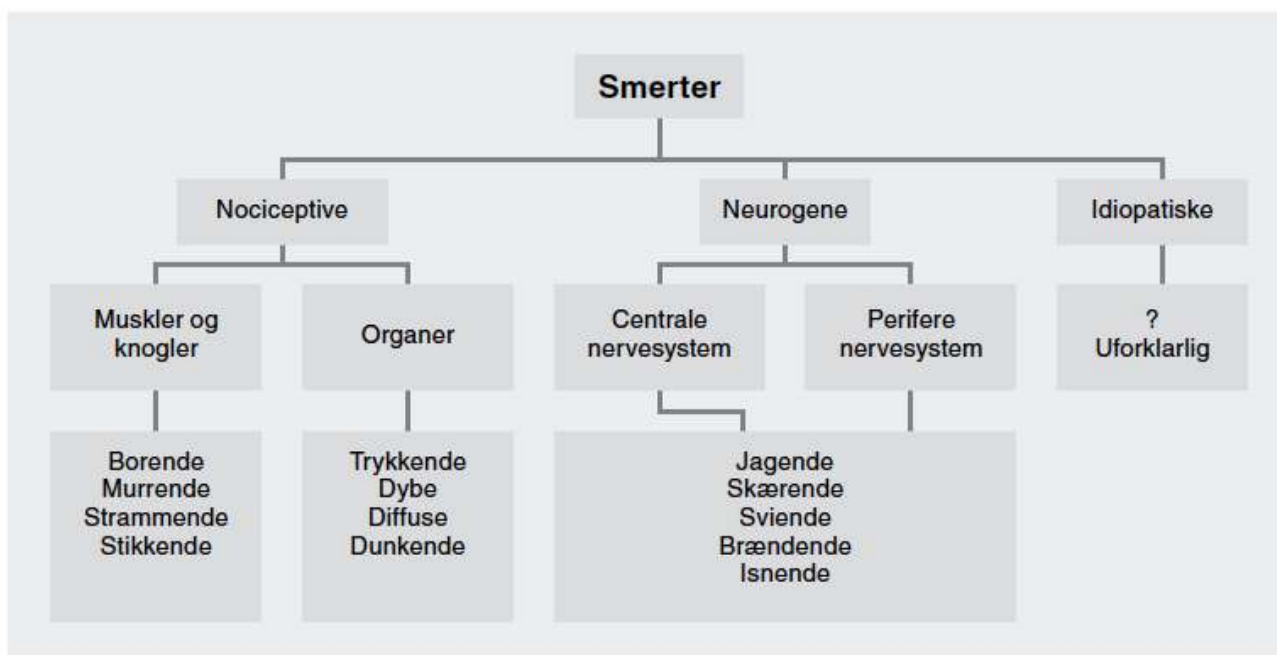 Smerter
Nociceptive
Neurogene
Idiopatiske
Muskler og
knogler
Organer
Centrale
nervesystem
Perifere
nervesystem
?
Uforklarlig
Borende
Murrende
Strammende
Stikkende
Trykkende
Dybe
Diffuse
Dunkende
Jagende
Skærende
Sviende
Brændende
Isnende